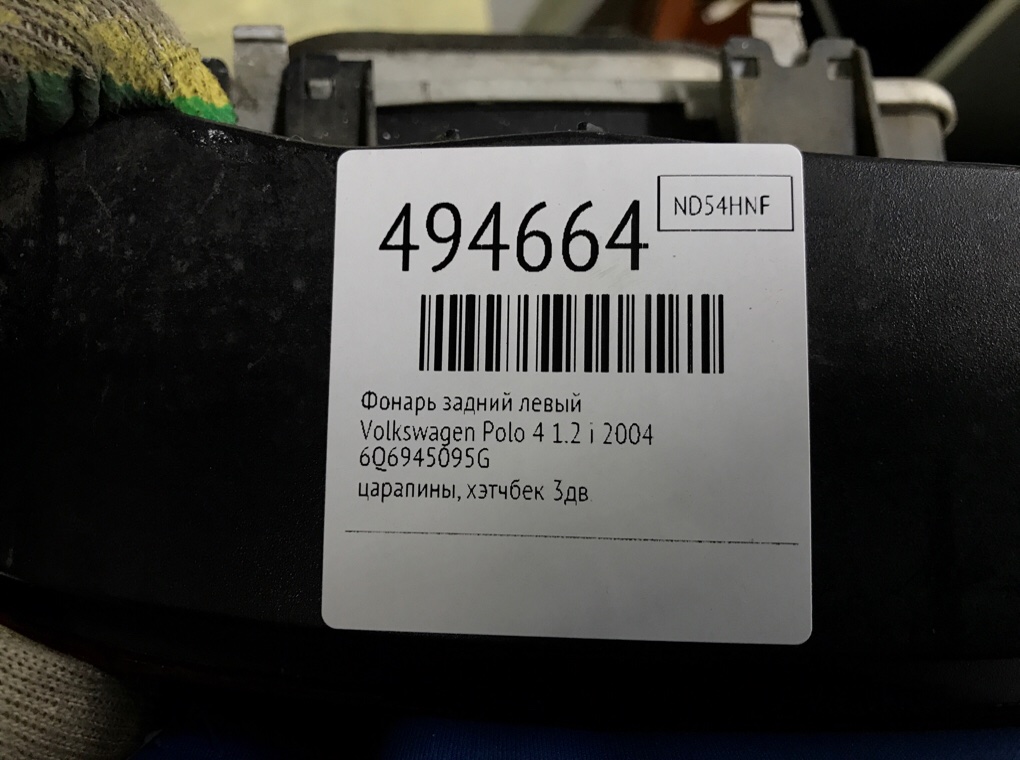 ND54HNF
494664
Фонарь задний левый
Volkswagen Polo 4 1.2 i 2004
6Q6945095G
царапины, хэтчбек 3дв